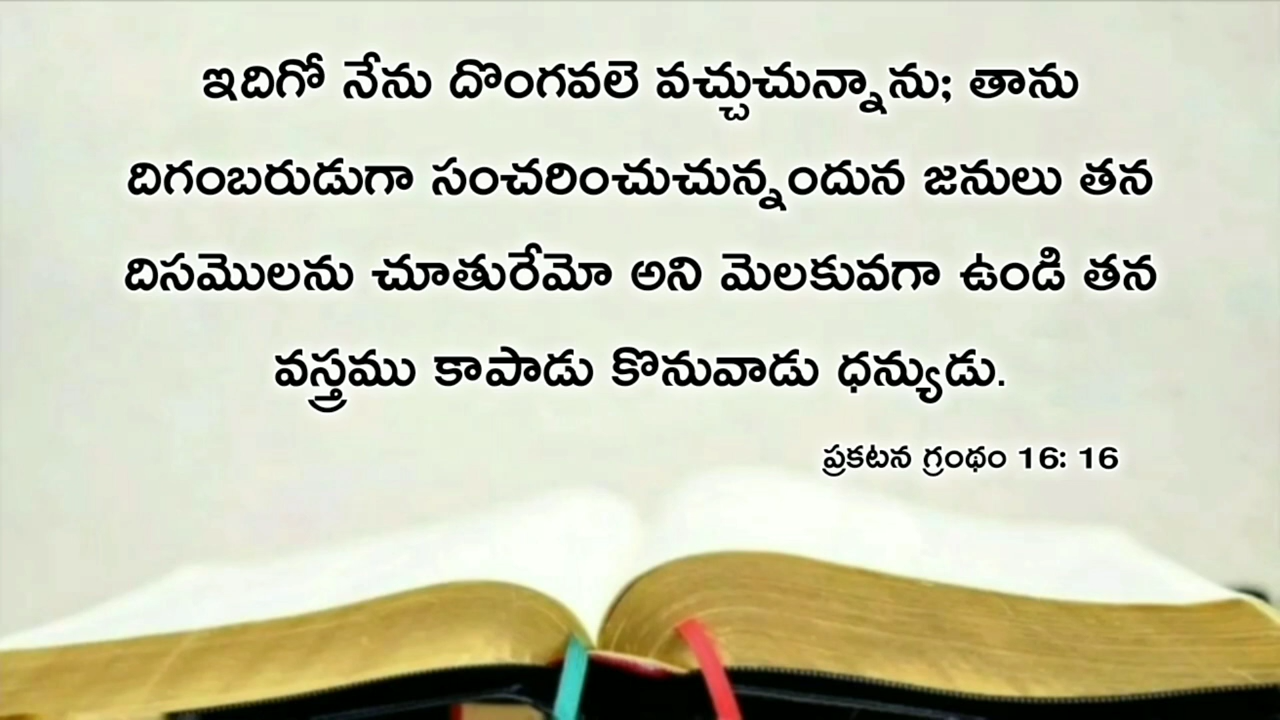 ఇదిగో నేను దొంగవలె వచ్చుచున్నాను; తాను
దిగంబరుడుగా సంచరించుచున్నందున జనులు తన
దిసమొలను చూతురేమో అని మెలకువగా ఉండి తన
వస్త్రము కాపాడు కొనువాడు ధన్యుడు.
ప్రకటన గ్రంథం 16: 16